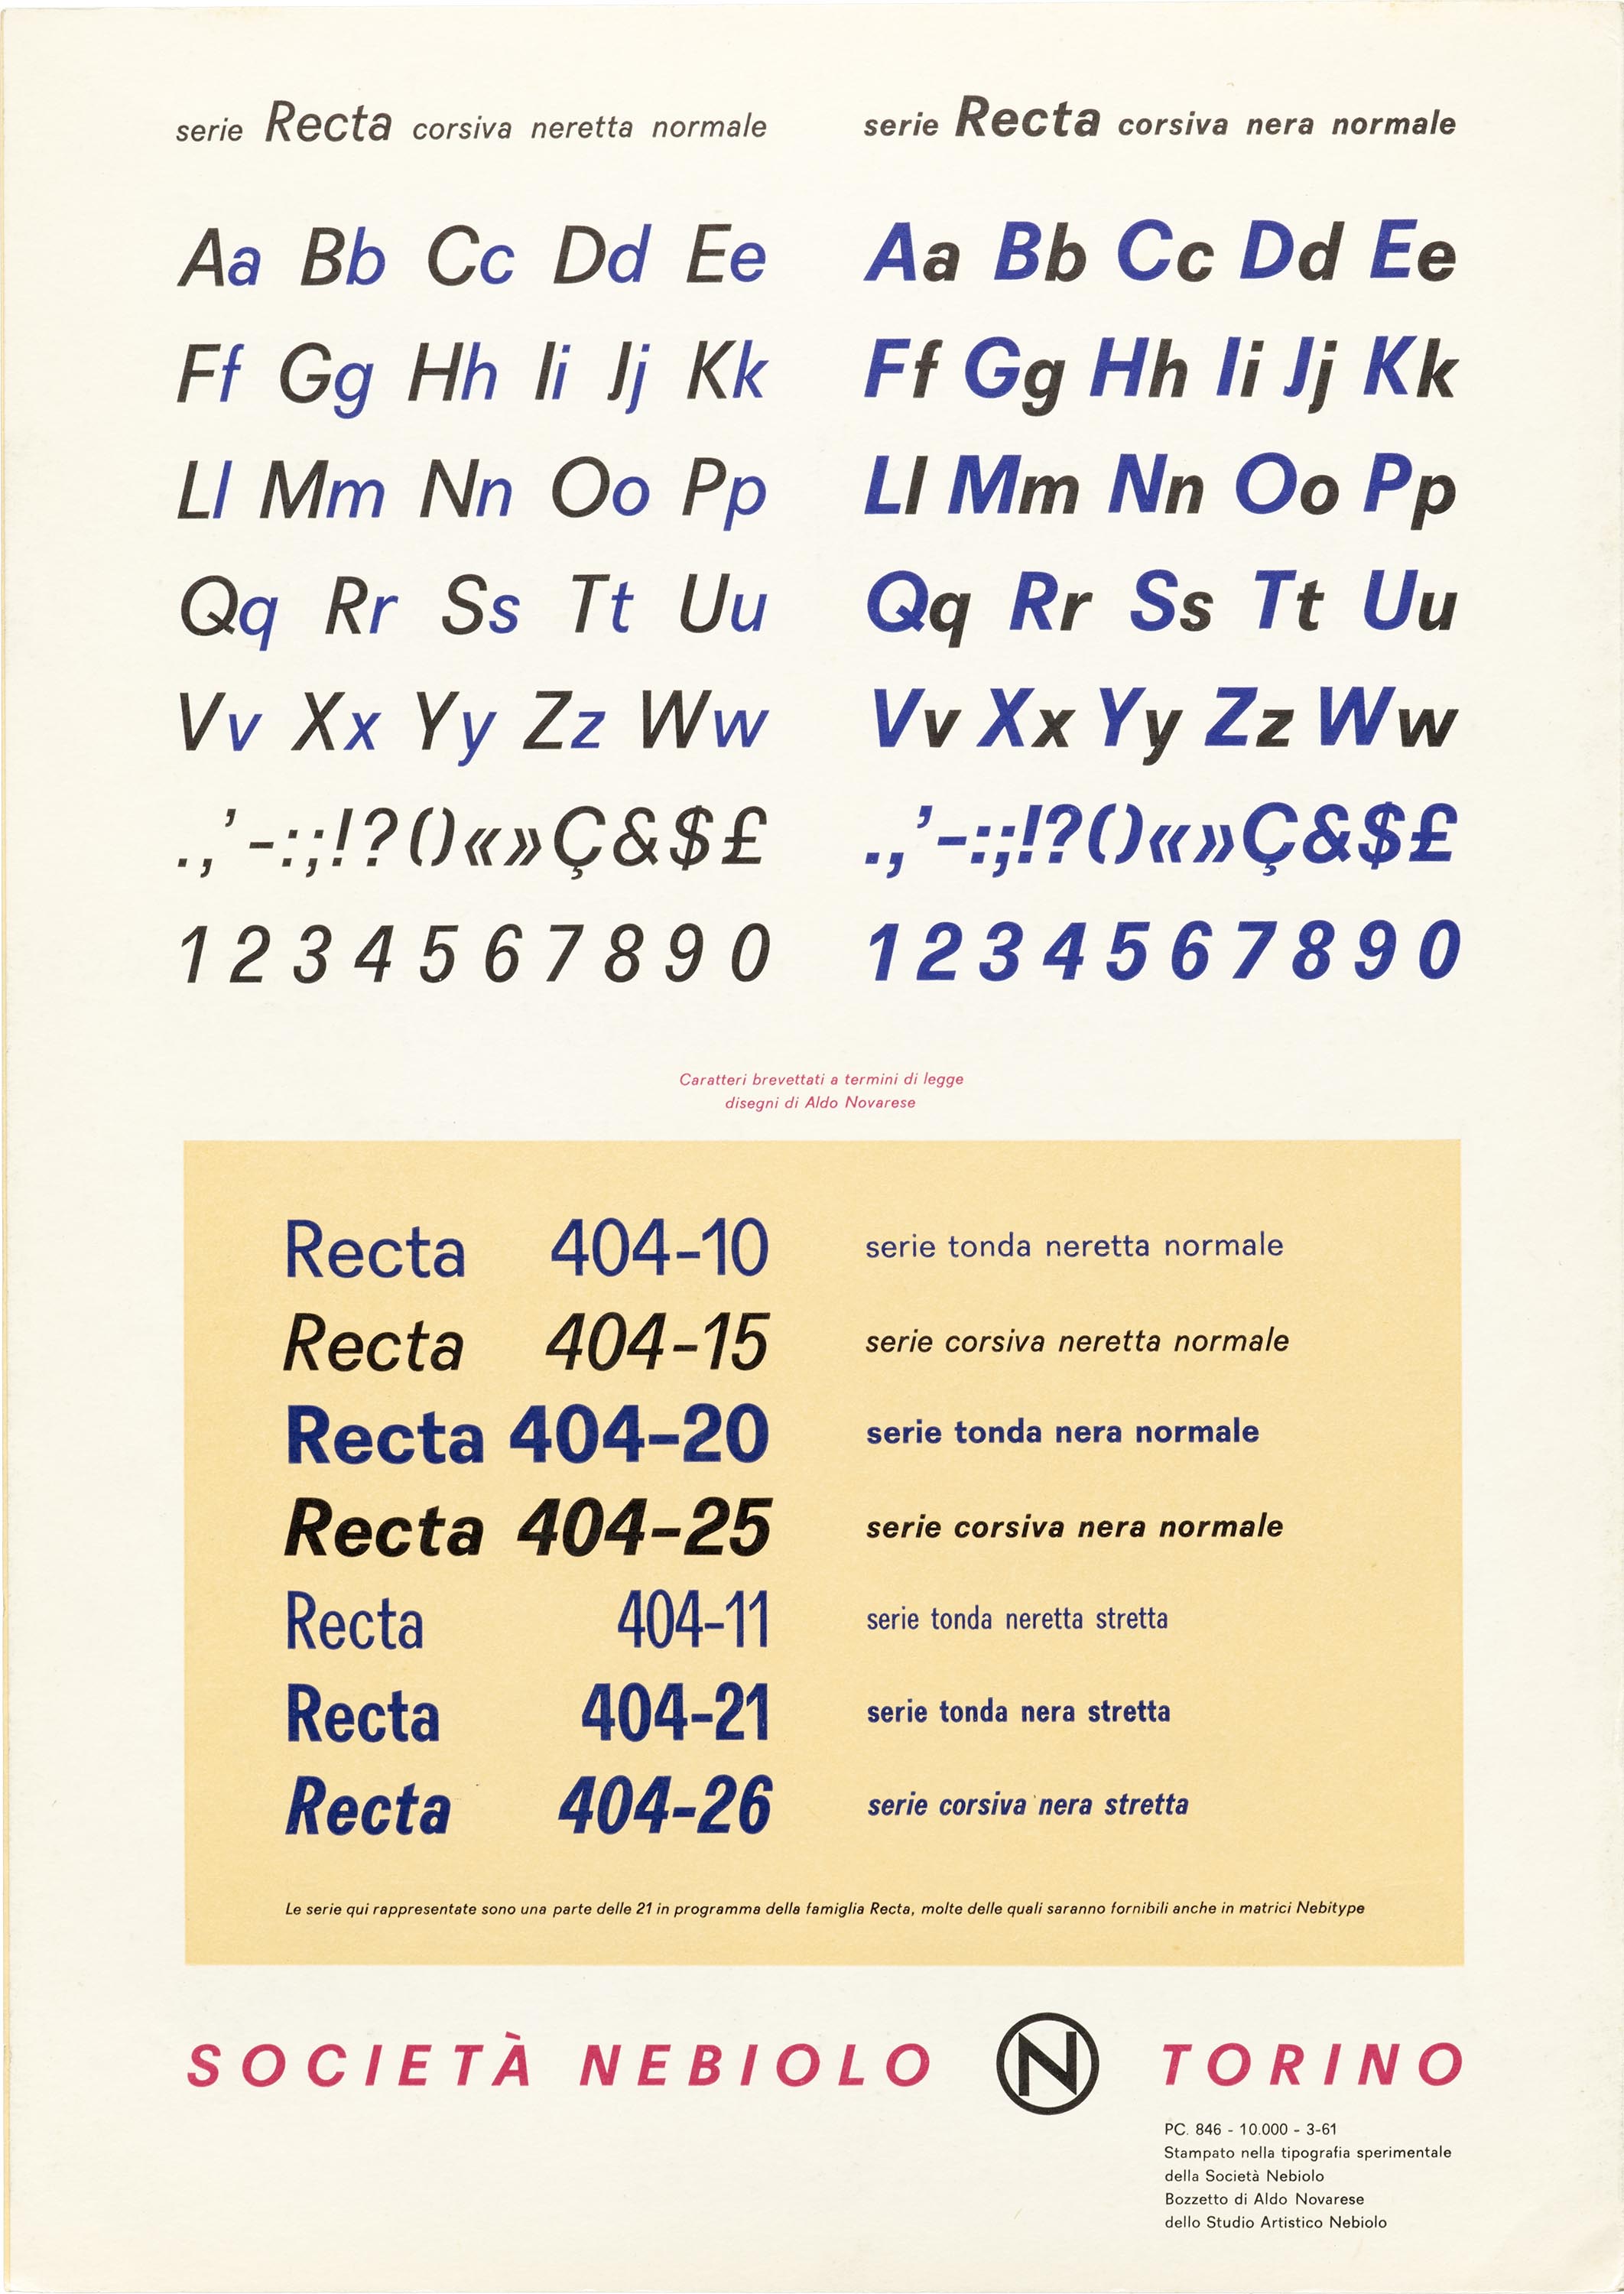 serie Recta corsiva neretta normale
Aa Bb Cc Dd Ee
Ff Gg Hh Ii Jj Kk
Ll Mm Nn Oo Pp
Qq Rr Ss Tt Uu
Vv Xx Yy Zz Ww
.,’-:;!?()«»Ç&$£
1 2 3 4 5 6 7 8 9 0
serie Recta corsiva nera normale
Aa Bb Cc Dd Ee
Ff Gg Hh Ii Jj Kk
Ll Mm Nn Oo Pp
Qq Rr Ss Tt Uu
Vv Xx Yy Zz Ww
.,’-:;!?()«»Ç&$£
1 2 3 4 5 6 7 8 9 0
Caratteri brevettati a termini di legge
disegni di Aldo Novarese
Recta 404-10 serie tonda neretta normale
Recta 404-15 serie corsiva neretta normale
Recta 404-20 serie tonda nera normale
Recta 404-25 serie corsiva nera normale
Recta 404-11 serie tonda neretta stretta
Recta 404-21 serie tonda nera stretta
Recta 404-26 serie corsiva nera stretta
Le serie qui rappresentate sono una parte delle 21 in programma della famiglia Recta, molte delle quali saranno fornibili anche in matrici Nebitype
SOCIETÀ NEBIOLO N TORINO
PC. 846 - 10.000 - 3-61
Stampato nella tipografia sperimentale
della Società Nebiolo
Bozzetto di Aldo Novarese
dello Studio Artistico Nebiolo